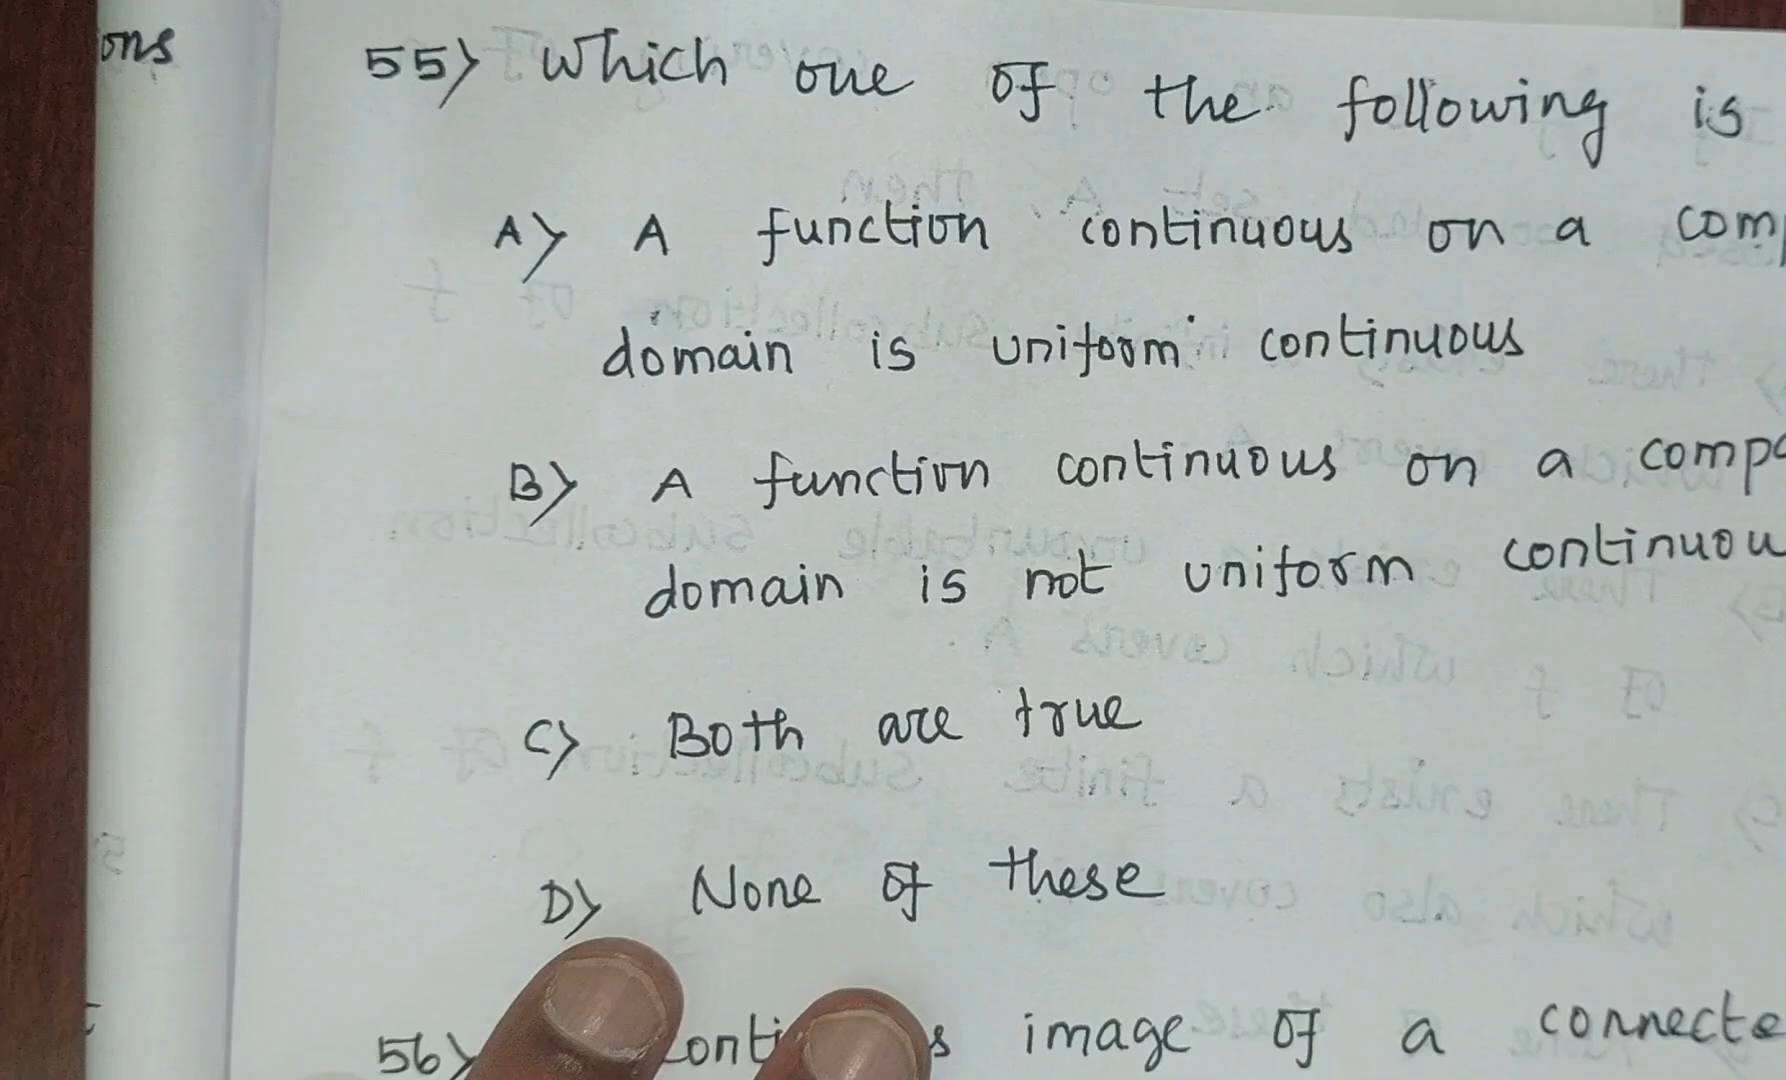 ons
55) Which one of the following is
A) A function continuous on a comp
domain is uniform continuous
B) A function continuous on a compa
domain is not uniform continuou
C) Both are true
D) None of these
56) image of a connecte